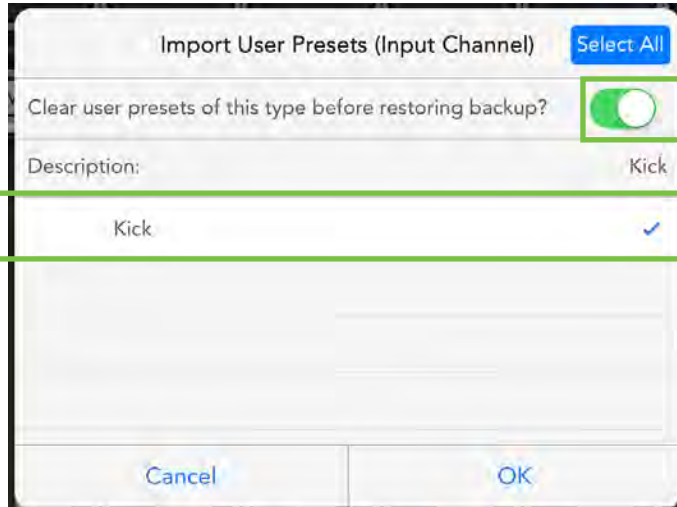 Import User Presets (Input Channel) Select All
Clear user presets of this type before restoring backup?
Description: Kick
Kick
Cancel OK